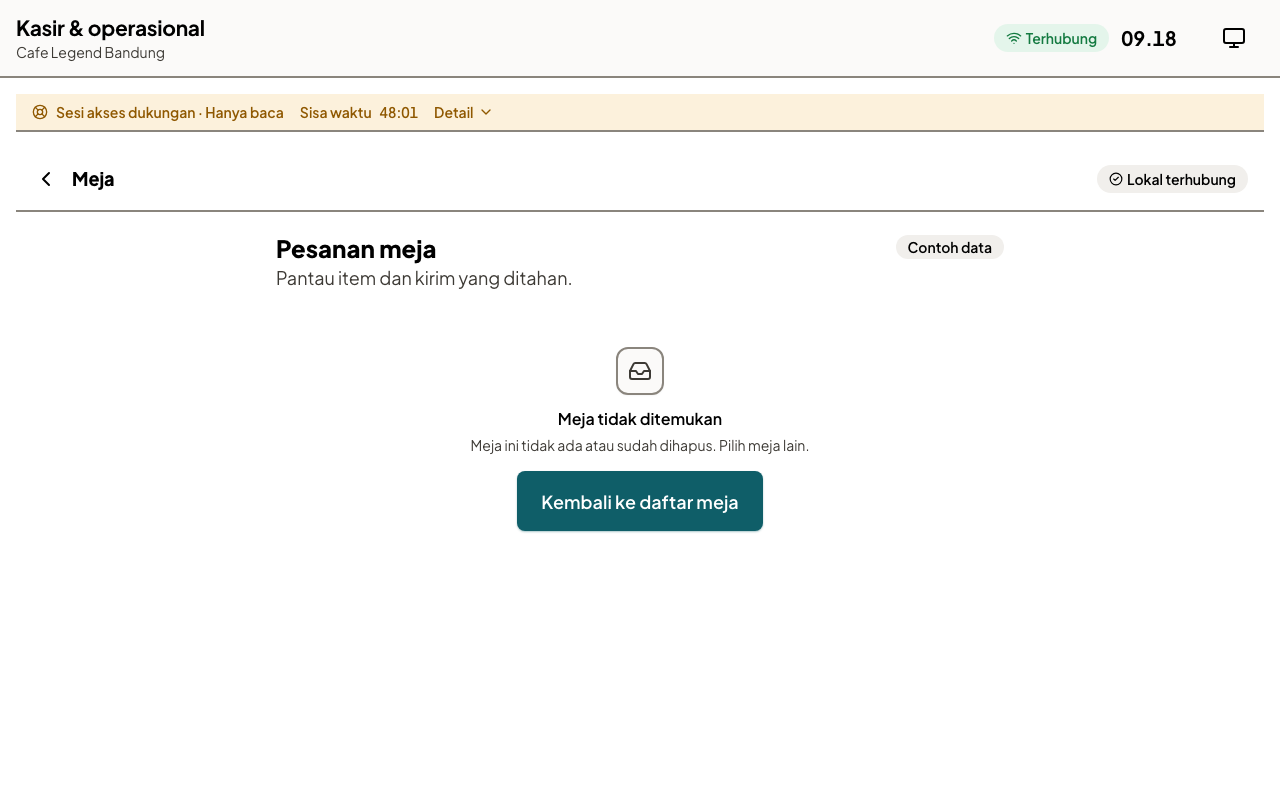 Kasir & operasional
Cafe Legend Bandung
Terhubung 09.18
Sesi akses dukungan · Hanya baca Sisa waktu 48:01 Detail
Meja
Lokal terhubung
Pesanan meja
Contoh data
Pantau item dan kirim yang ditahan.
Meja tidak ditemukan
Meja ini tidak ada atau sudah dihapus. Pilih meja lain.
Kembali ke daftar meja